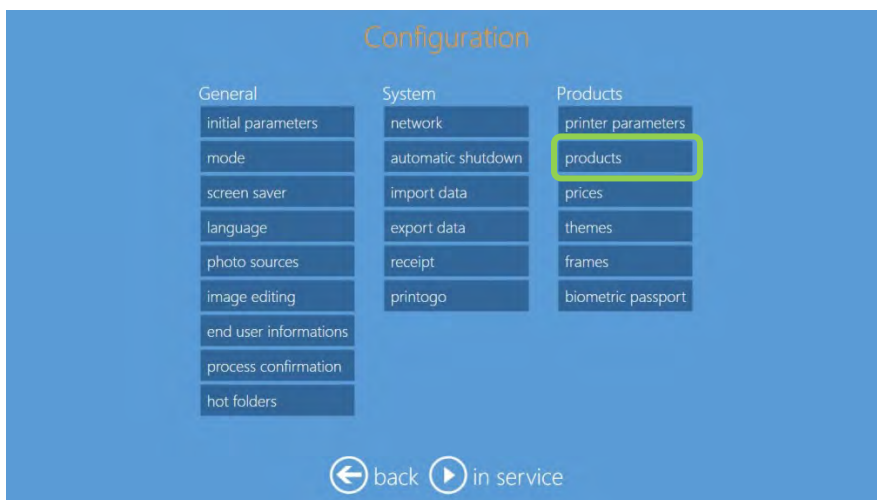 Configuration
General
initial parameters
mode
screen saver
language
photo sources
image editing
end user informations
process confirmation
hot folders
System
network
automatic shutdown
import data
export data
receipt
printogo
Products
printer parameters
products
prices
themes
frames
biometric passport
back in service